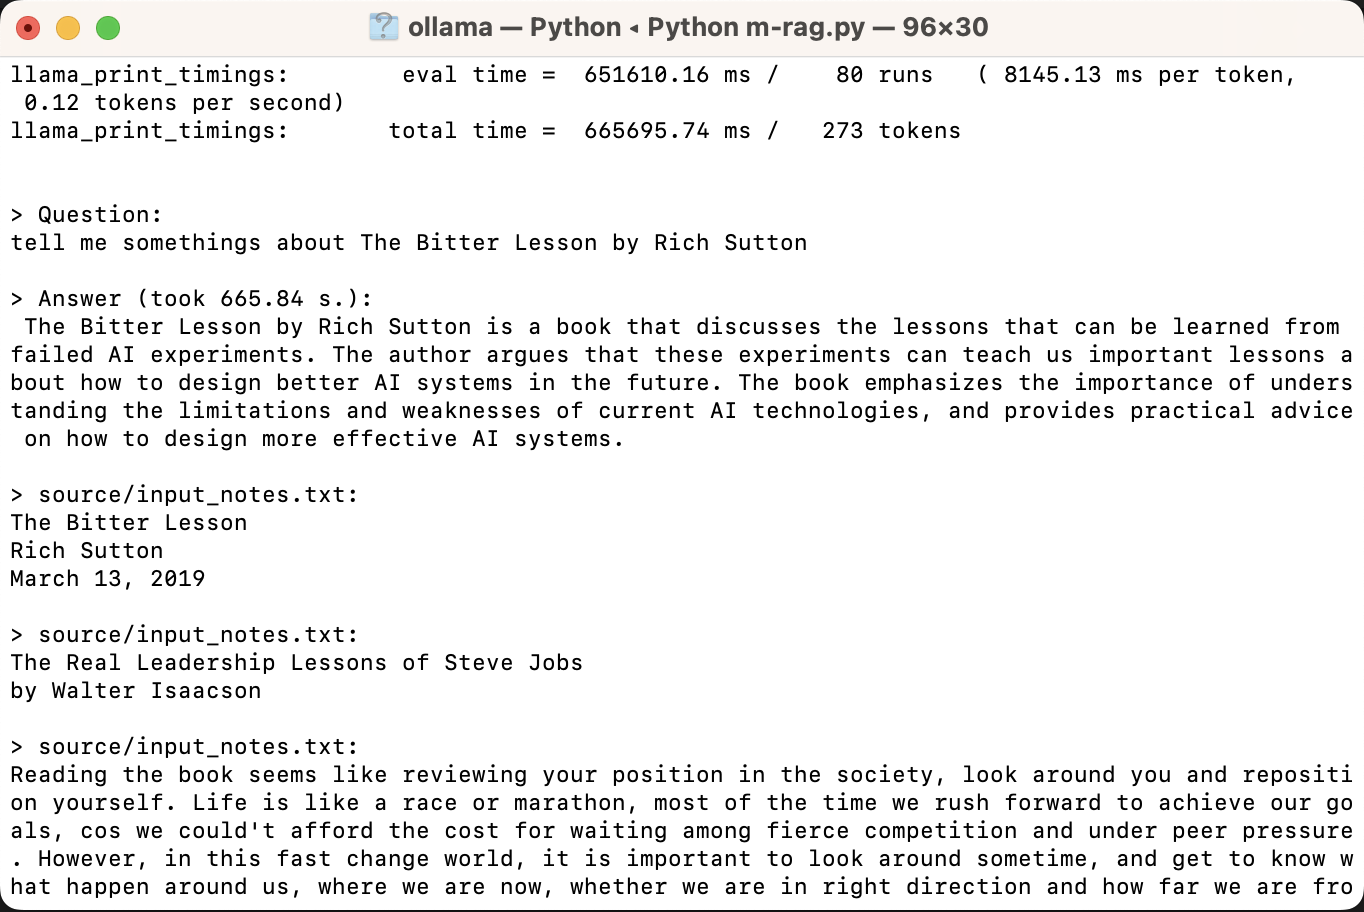 ollama — Python ◂ Python m-rag.py — 96×30
llama_print_timings:        eval time =  651610.16 ms /    80 runs   ( 8145.13 ms per token,
 0.12 tokens per second)
llama_print_timings:       total time =  665695.74 ms /   273 tokens
> Question:
tell me somethings about The Bitter Lesson by Rich Sutton
> Answer (took 665.84 s.):
 The Bitter Lesson by Rich Sutton is a book that discusses the lessons that can be learned from
failed AI experiments. The author argues that these experiments can teach us important lessons a
bout how to design better AI systems in the future. The book emphasizes the importance of unders
tanding the limitations and weaknesses of current AI technologies, and provides practical advice
 on how to design more effective AI systems.
> source/input_notes.txt:
The Bitter Lesson
Rich Sutton
March 13, 2019
> source/input_notes.txt:
The Real Leadership Lessons of Steve Jobs
by Walter Isaacson
> source/input_notes.txt:
Reading the book seems like reviewing your position in the society, look around you and repositi
on yourself. Life is like a race or marathon, most of the time we rush forward to achieve our go
als, cos we could't afford the cost for waiting among fierce competition and under peer pressure
. However, in this fast change world, it is important to look around sometime, and get to know w
hat happen around us, where we are now, whether we are in right direction and how far we are fro